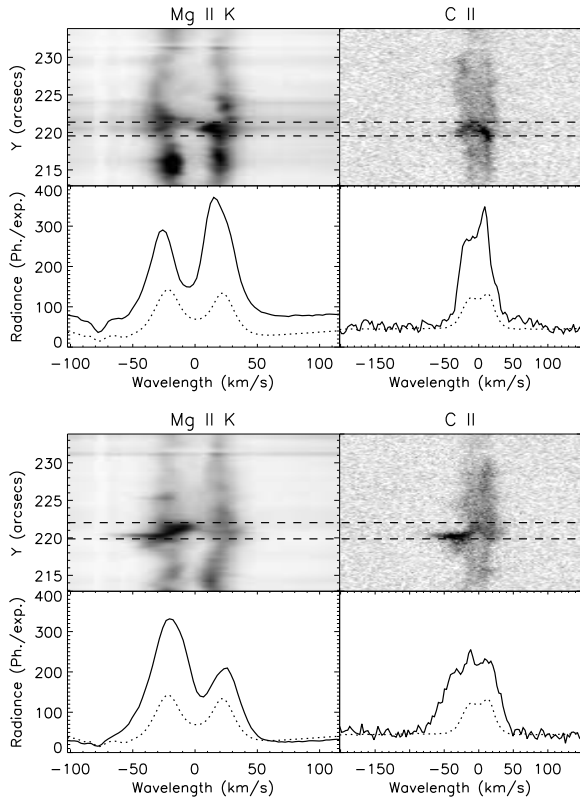 Mg II K
C II
Y (arcsecs)
230
225
220
215
Radiance (Ph./exp.)
400
300
200
100
0
−100 −50 0 50 100
−150 −100 −50 0 50 100
Wavelength (km/s)
Wavelength (km/s)
Mg II K
C II
Y (arcsecs)
230
225
220
215
Radiance (Ph./exp.)
400
300
200
100
0
−100 −50 0 50 100
−150 −100 −50 0 50 100
Wavelength (km/s)
Wavelength (km/s)